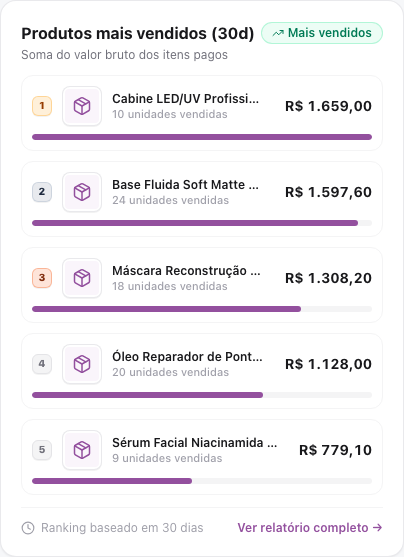 Produtos mais vendidos (30d)
Mais vendidos
Soma do valor bruto dos itens pagos
1
Cabine LED/UV Profissi...
10 unidades vendidas
R$ 1.659,00
2
Base Fluida Soft Matte ...
24 unidades vendidas
R$ 1.597,60
3
Máscara Reconstrução ...
18 unidades vendidas
R$ 1.308,20
4
Óleo Reparador de Pont...
20 unidades vendidas
R$ 1.128,00
5
Sérum Facial Niacinamida ...
9 unidades vendidas
R$ 779,10
Ranking baseado em 30 dias
Ver relatório completo →